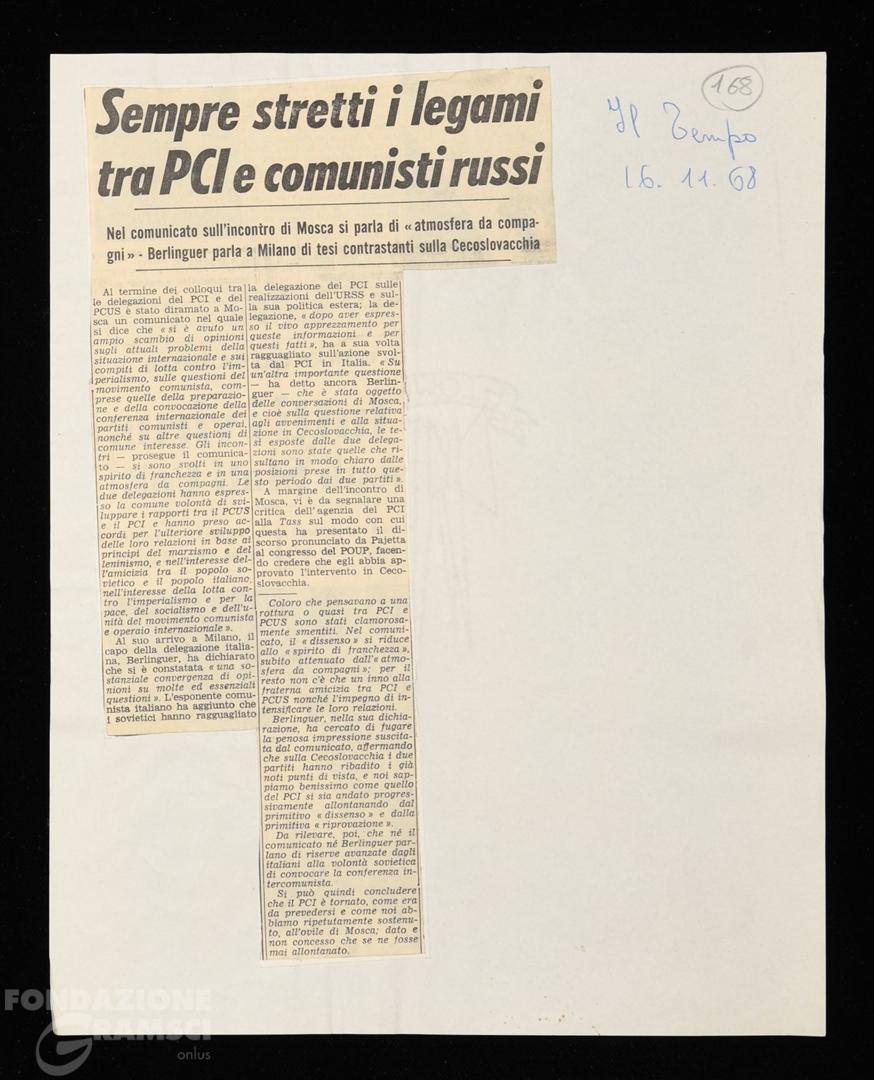 168
Il Tempo
16. 11. 68
Sempre stretti i legami
tra PCI e comunisti russi
Nel comunicato sull'incontro di Mosca si parla di « atmosfera da compa-
gni » - Berlinguer parla a Milano di tesi contrastanti sulla Cecoslovacchia
Al termine dei colloqui tra
le delegazioni del PCI e del
PCUS è stato diramato a Mo-
sca un comunicato nel quale
si dice che « si è avuto un
ampio scambio di opinioni
sugli attuali problemi della
situazione internazionale e sui
compiti di lotta contro l'im-
perialismo, sulle questioni del
movimento comunista, com-
prese quelle della preparazio-
ne e della convocazione della
conferenza internazionale dei
partiti comunisti e operai,
nonché su altre questioni di
comune interesse. Gli incon-
tri — prosegue il comunica-
to — si sono svolti in uno
spirito di franchezza e in una
atmosfera da compagni. Le
due delegazioni hanno espres-
so la comune volontà di svi-
luppare i rapporti tra il PCUS
e il PCI e hanno preso ac-
cordi per l'ulteriore sviluppo
delle loro relazioni in base ai
principi del marxismo e del
leninismo, e nell'interesse del-
l'amicizia tra il popolo so-
vietico e il popolo italiano,
nell'interesse della lotta con-
tro l'imperialismo e per la
pace, del socialismo e dell'u-
nità del movimento comunista
e operaio internazionale ».
Al suo arrivo a Milano, il
capo della delegazione italia-
na, Berlinguer, ha dichiarato
che si è constatata « una so-
stanziale convergenza di opi-
nioni su molte ed essenziali
questioni ». L'esponente comu-
nista italiano ha aggiunto che
i sovietici hanno ragguagliato
la delegazione del PCI sulle
realizzazioni dell'URSS e sul-
la sua politica estera; la de-
legazione, « dopo aver espres-
so il vivo apprezzamento per
queste informazioni e per
questi fatti », ha a sua volta
ragguagliato sull'azione svol-
ta dal PCI in Italia. « Su
un'altra importante questione
— ha detto ancora Berlin-
guer — che è stata oggetto
delle conversazioni di Mosca,
e cioè sulla questione relativa
agli avvenimenti e alla situa-
zione in Cecoslovacchia, le te-
si esposte dalle due delega-
zioni sono state quelle che ri-
sultano in modo chiaro dalle
posizioni prese in tutto que-
sto periodo dai due partiti ».
A margine dell'incontro di
Mosca, vi è da segnalare una
critica dell'agenzia del PCI
alla Tass sul modo con cui
questa ha presentato il di-
scorso pronunciato da Pajetta
al congresso del POUP, facen-
do credere che egli abbia ap-
provato l'intervento in Ceco-
slovacchia.
Coloro che pensavano a una
rottura o quasi tra PCI e
PCUS sono stati clamorosa-
mente smentiti. Nel comuni-
cato, il « dissenso » si riduce
allo « spirito di franchezza »,
subito attenuato dall'« atmo-
sfera da compagni »; per il
resto non c'è che un inno alla
fraterna amicizia tra PCI e
PCUS nonché l'impegno di in-
tensificare le loro relazioni.
Berlinguer, nella sua dichia-
razione, ha cercato di fugare
la penosa impressione suscita-
ta dal comunicato, affermando
che sulla Cecoslovacchia i due
partiti hanno ribadito i già
noti punti di vista, e noi sap-
piamo benissimo come quello
del PCI si sia andato progres-
sivamente allontanando dal
primitivo « dissenso » e dalla
primitiva « riprovazione ».
Da rilevare, poi, che né il
comunicato né Berlinguer par-
lano di riserve avanzate dagli
italiani alla volontà sovietica
di convocare la conferenza in-
tercomunista.
Si può quindi concludere
che il PCI è tornato, come era
da prevedersi e come noi ab-
biamo ripetutamente sostenu-
to, all'ovile di Mosca; dato e
non concesso che se ne fosse
mai allontanato.
FONDAZIONE
GRAMSCI
onlus